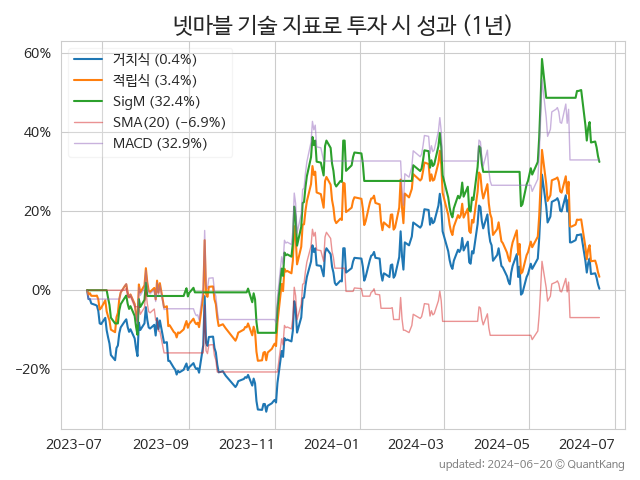 넷마블 기술 지표로 투자 시 성과 (1년)
거치식 (0.4%)
적립식 (3.4%)
SigM (32.4%)
SMA(20) (−6.9%)
MACD (32.9%)
60%
40%
20%
0%
−20%
2023-07 2023-09 2023-11 2024-01 2024-03 2024-05 2024-07
updated: 2024-06-20 © QuantKang